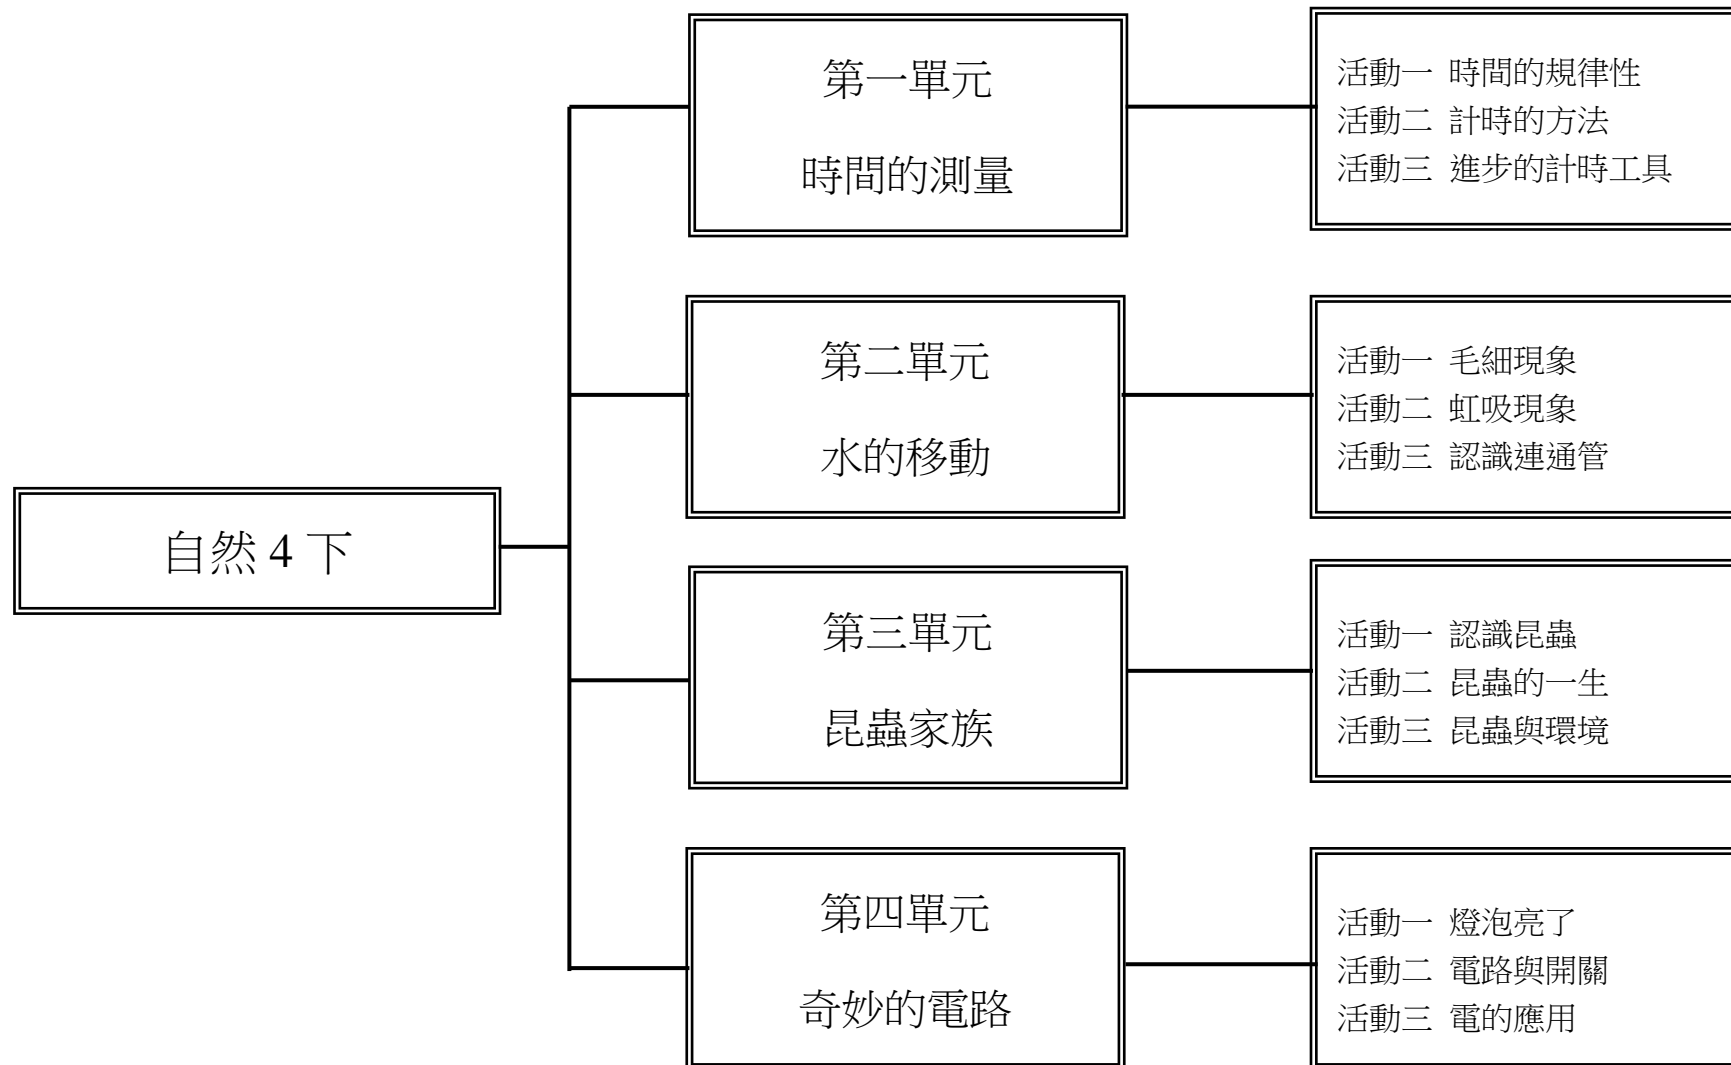 自然 4 下
第一單元
時間的測量
活動一 時間的規律性
活動二 計時的方法
活動三 進步的計時工具
第二單元
水的移動
活動一 毛細現象
活動二 虹吸現象
活動三 認識連通管
第三單元
昆蟲家族
活動一 認識昆蟲
活動二 昆蟲的一生
活動三 昆蟲與環境
第四單元
奇妙的電路
活動一 燈泡亮了
活動二 電路與開關
活動三 電的應用